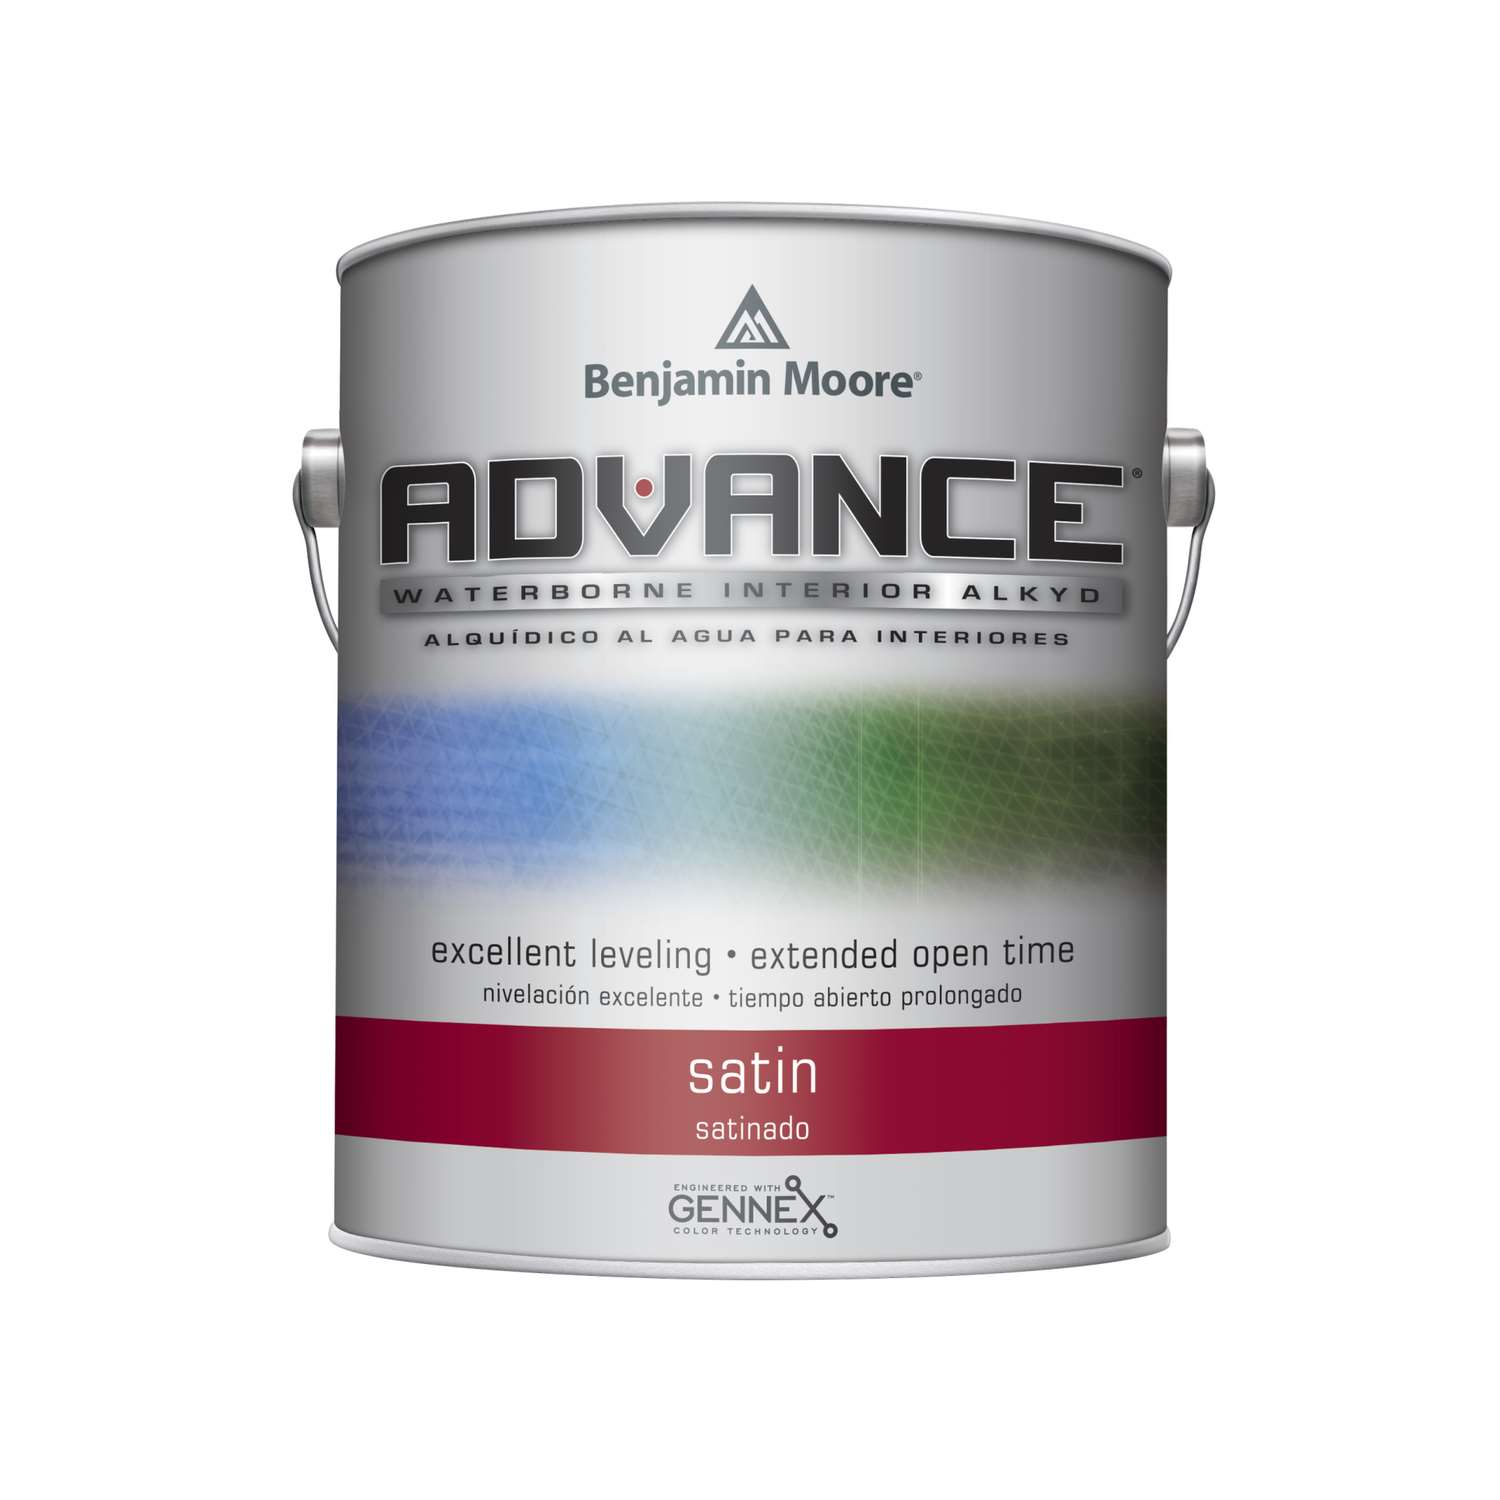 Benjamin Moore®
ADVANCE®
WATERBORNE INTERIOR ALKYD
ALQUÍDICO AL AGUA PARA INTERIORES
excellent leveling • extended open time
nivelación excelente • tiempo abierto prolongado
satin
satinado
ENGINEERED WITH
GENNEX™
COLOR TECHNOLOGY